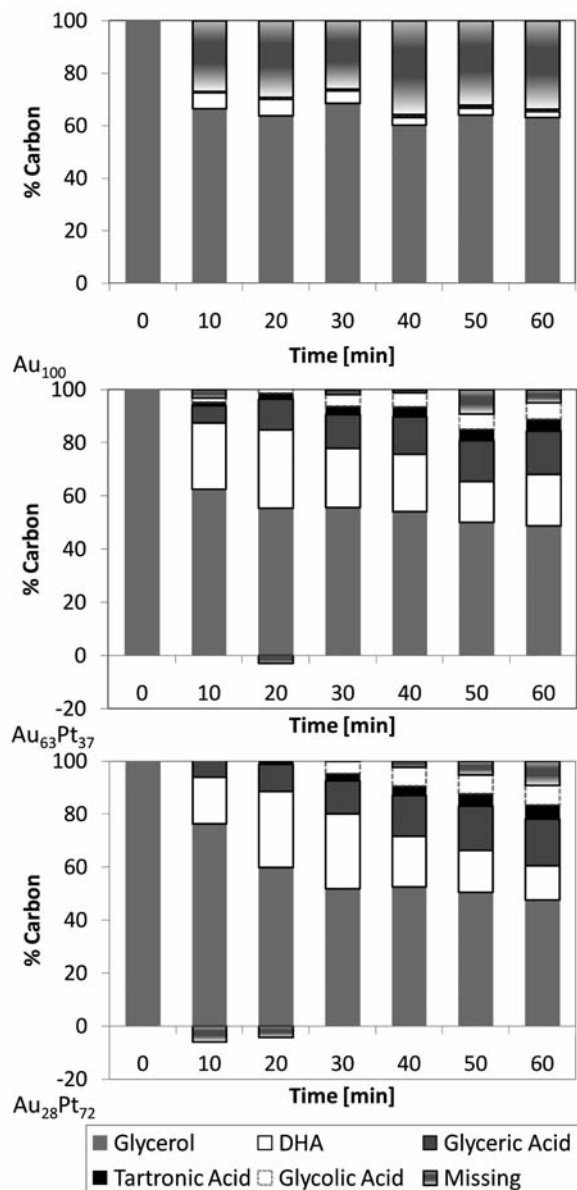 100
80
60
40
20
0
% Carbon
0 10 20 30 40 50 60
Time [min]
Au₁₀₀
100
80
60
40
20
0
-20
% Carbon
0 10 20 30 40 50 60
Time [min]
Au₆₃Pt₃₇
100
80
60
40
20
0
-20
% Carbon
0 10 20 30 40 50 60
Time [min]
Au₂₈Pt₇₂
Glycerol DHA Glyceric Acid
Tartronic Acid Glycolic Acid Missing